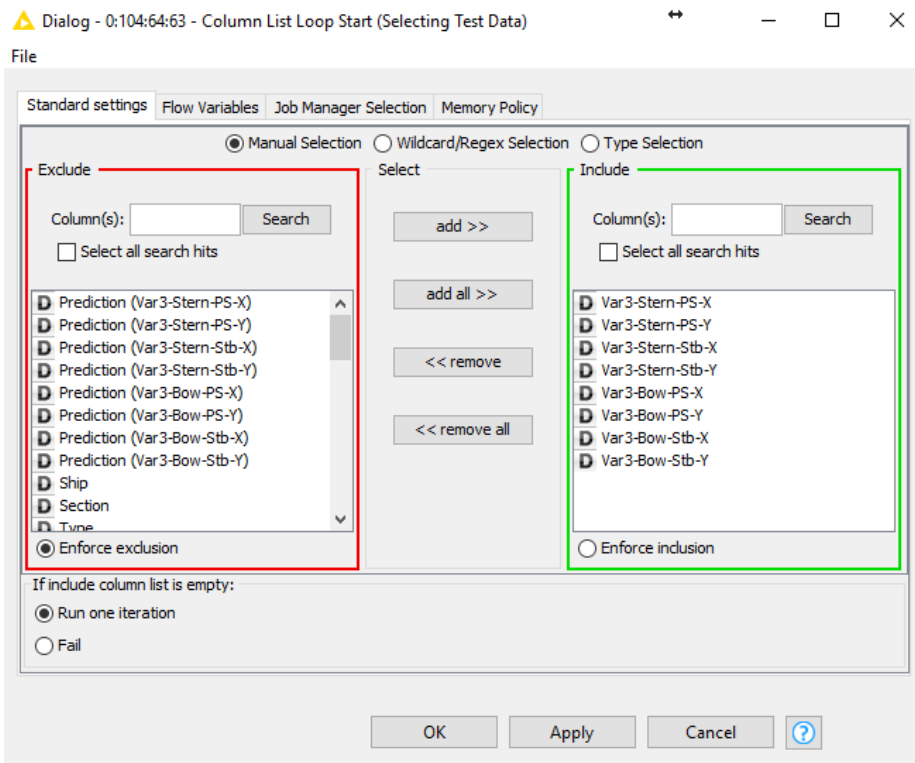 Dialog - 0:104:64:63 - Column List Loop Start (Selecting Test Data)
File
Standard settings Flow Variables Job Manager Selection Memory Policy
Manual Selection Wildcard/Regex Selection Type Selection
Exclude Select Include
Column(s): Search add >> Column(s): Search
Select all search hits Select all search hits
add all >>
<< remove
<< remove all
D Prediction (Var3-Stern-PS-X)
D Prediction (Var3-Stern-PS-Y)
D Prediction (Var3-Stern-Stb-X)
D Prediction (Var3-Stern-Stb-Y)
D Prediction (Var3-Bow-PS-X)
D Prediction (Var3-Bow-PS-Y)
D Prediction (Var3-Bow-Stb-X)
D Prediction (Var3-Bow-Stb-Y)
D Ship
D Section
D Type
D Var3-Stern-PS-X
D Var3-Stern-PS-Y
D Var3-Stern-Stb-X
D Var3-Stern-Stb-Y
D Var3-Bow-PS-X
D Var3-Bow-PS-Y
D Var3-Bow-Stb-X
D Var3-Bow-Stb-Y
Enforce exclusion Enforce inclusion
If include column list is empty:
Run one iteration
Fail
OK Apply Cancel ?